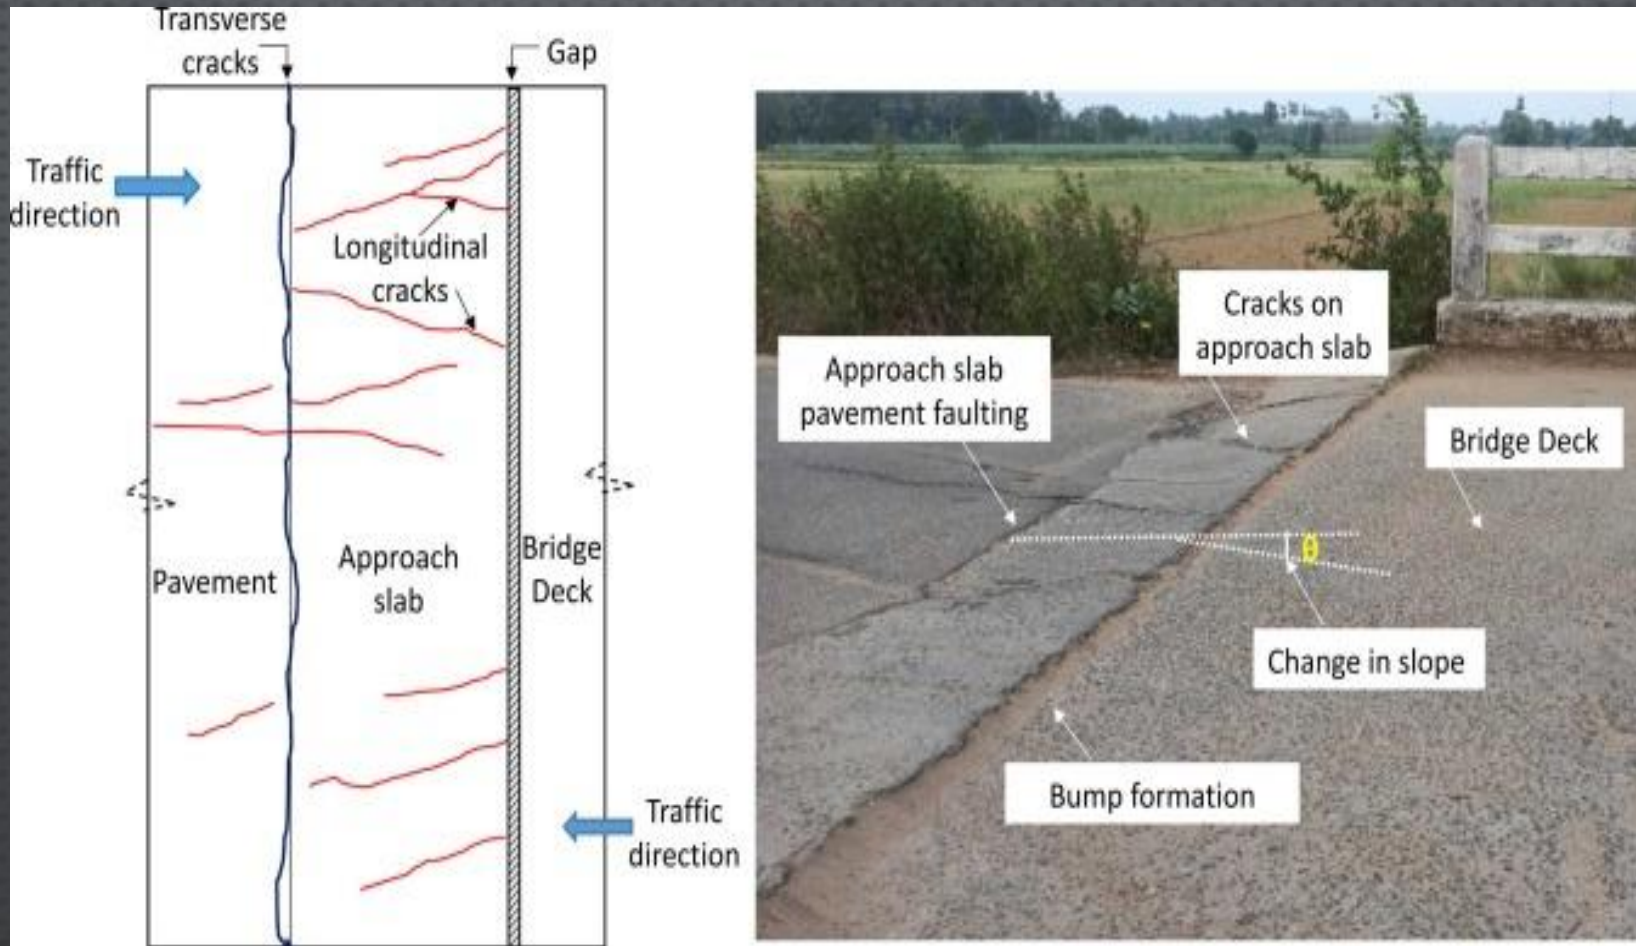 Transverse
cracks
Gap
Traffic
direction
Longitudinal
cracks
Pavement
Approach
slab
Bridge
Deck
Traffic
direction
Approach slab
pavement faulting
Cracks on
approach slab
Bridge Deck
θ
Change in slope
Bump formation